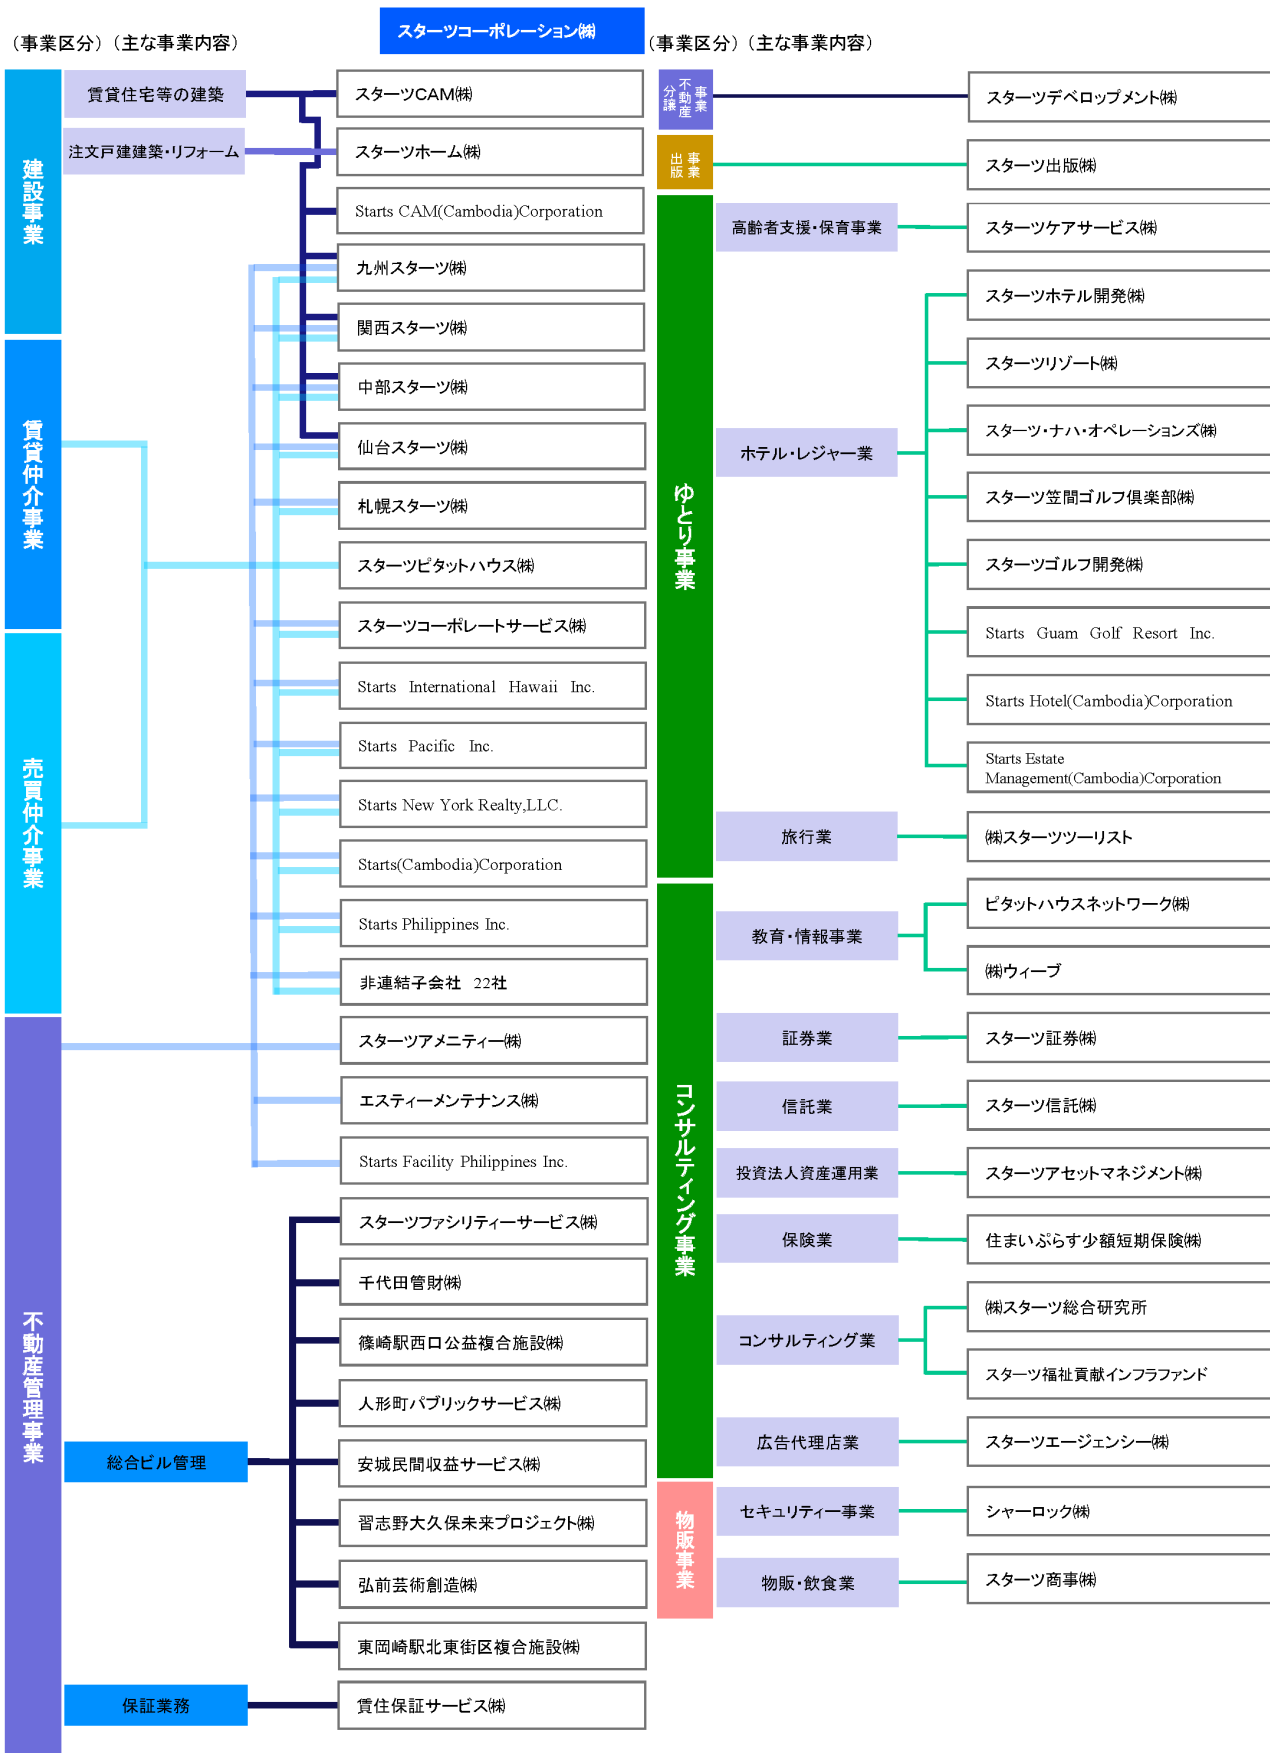 スターツコーポレーション㈱
（事業区分）（主な事業内容）
建設事業
賃貸住宅等の建築
スターツCAM㈱
注文戸建建築・リフォーム
スターツホーム㈱
Starts CAM(Cambodia)Corporation
九州スターツ㈱
関西スターツ㈱
中部スターツ㈱
仙台スターツ㈱
賃貸仲介事業
札幌スターツ㈱
スターツピタットハウス㈱
スターツコーポレートサービス㈱
売買仲介事業
Starts International Hawaii Inc.
Starts Pacific Inc.
Starts New York Realty,LLC.
Starts(Cambodia)Corporation
Starts Philippines Inc.
非連結子会社 22社
不動産管理事業
スターツアメニティー㈱
エスティーメンテナンス㈱
Starts Facility Philippines Inc.
スターツファシリティーサービス㈱
千代田管財㈱
篠崎駅西口公益複合施設㈱
人形町パブリックサービス㈱
総合ビル管理
安城民間収益サービス㈱
習志野大久保未来プロジェクト㈱
弘前芸術創造㈱
東岡崎駅北東街区複合施設㈱
保証業務
賃住保証サービス㈱
（事業区分）（主な事業内容）
不動産分譲事業
スターツデベロップメント㈱
出版事業
スターツ出版㈱
ゆとり事業
高齢者支援・保育事業
スターツケアサービス㈱
ホテル・レジャー業
スターツホテル開発㈱
スターツリゾート㈱
スターツ・ナハ・オペレーションズ㈱
スターツ笠間ゴルフ倶楽部㈱
スターツゴルフ開発㈱
Starts Guam Golf Resort Inc.
Starts Hotel(Cambodia)Corporation
Starts Estate
Management(Cambodia)Corporation
旅行業
㈱スターツツーリスト
コンサルティング事業
教育・情報事業
ピタットハウスネットワーク㈱
㈱ウィーブ
証券業
スターツ証券㈱
信託業
スターツ信託㈱
投資法人資産運用業
スターツアセットマネジメント㈱
保険業
住まいぷらす少額短期保険㈱
コンサルティング業
㈱スターツ総合研究所
スターツ福祉貢献インフラファンド
広告代理店業
スターツエージェンシー㈱
物販事業
セキュリティー事業
シャーロック㈱
物販・飲食業
スターツ商事㈱